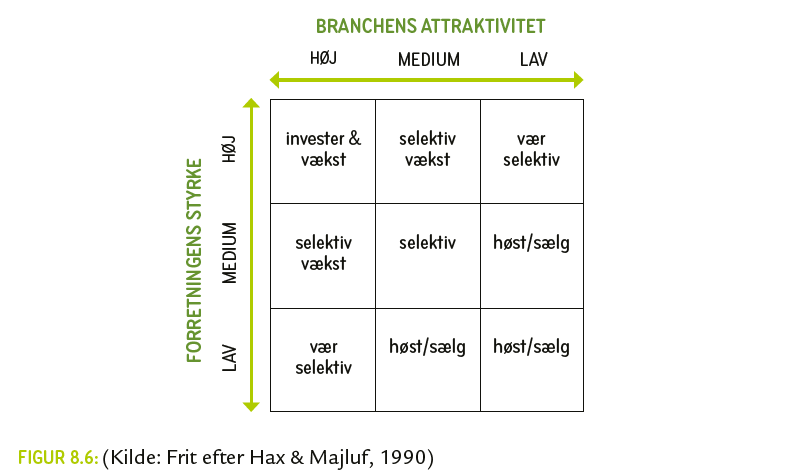 BRANCHENS ATTRAKTIVITET
HØJ MEDIUM LAV
FORRETNINGENS STYRKE
HØJ
invester &
vækst
selektiv
vækst
vær
selektiv
MEDIUM
selektiv
vækst
selektiv
høst/sælg
LAV
vær
selektiv
høst/sælg
høst/sælg
FIGUR 8.6: (Kilde: Frit efter Hax & Majluf, 1990)